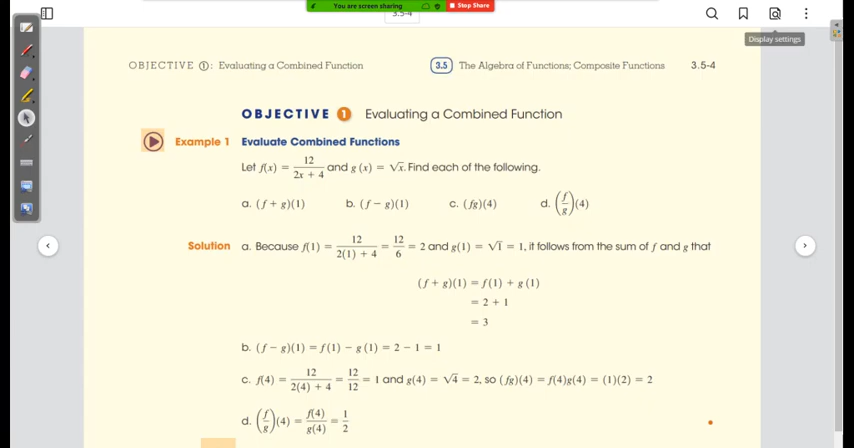 You are screen sharing Stop Share
3.5-4
Display settings
OBJECTIVE ①: Evaluating a Combined Function 3.5 The Algebra of Functions; Composite Functions 3.5-4
OBJECTIVE 1 Evaluating a Combined Function
Example 1 Evaluate Combined Functions
Let f(x) = 12/(2x + 4) and g (x) = √x. Find each of the following.
a. (f + g)(1) b. (f − g)(1) c. (fg)(4) d. (f/g)(4)
Solution a. Because f(1) = 12/(2(1) + 4) = 12/6 = 2 and g(1) = √1 = 1, it follows from the sum of f and g that
(f + g)(1) = f(1) + g (1)
= 2 + 1
= 3
b. (f − g)(1) = f(1) − g (1) = 2 − 1 = 1
c. f(4) = 12/(2(4) + 4) = 12/12 = 1 and g(4) = √4 = 2, so (fg)(4) = f(4)g(4) = (1)(2) = 2
d. (f/g)(4) = f(4)/g(4) = 1/2